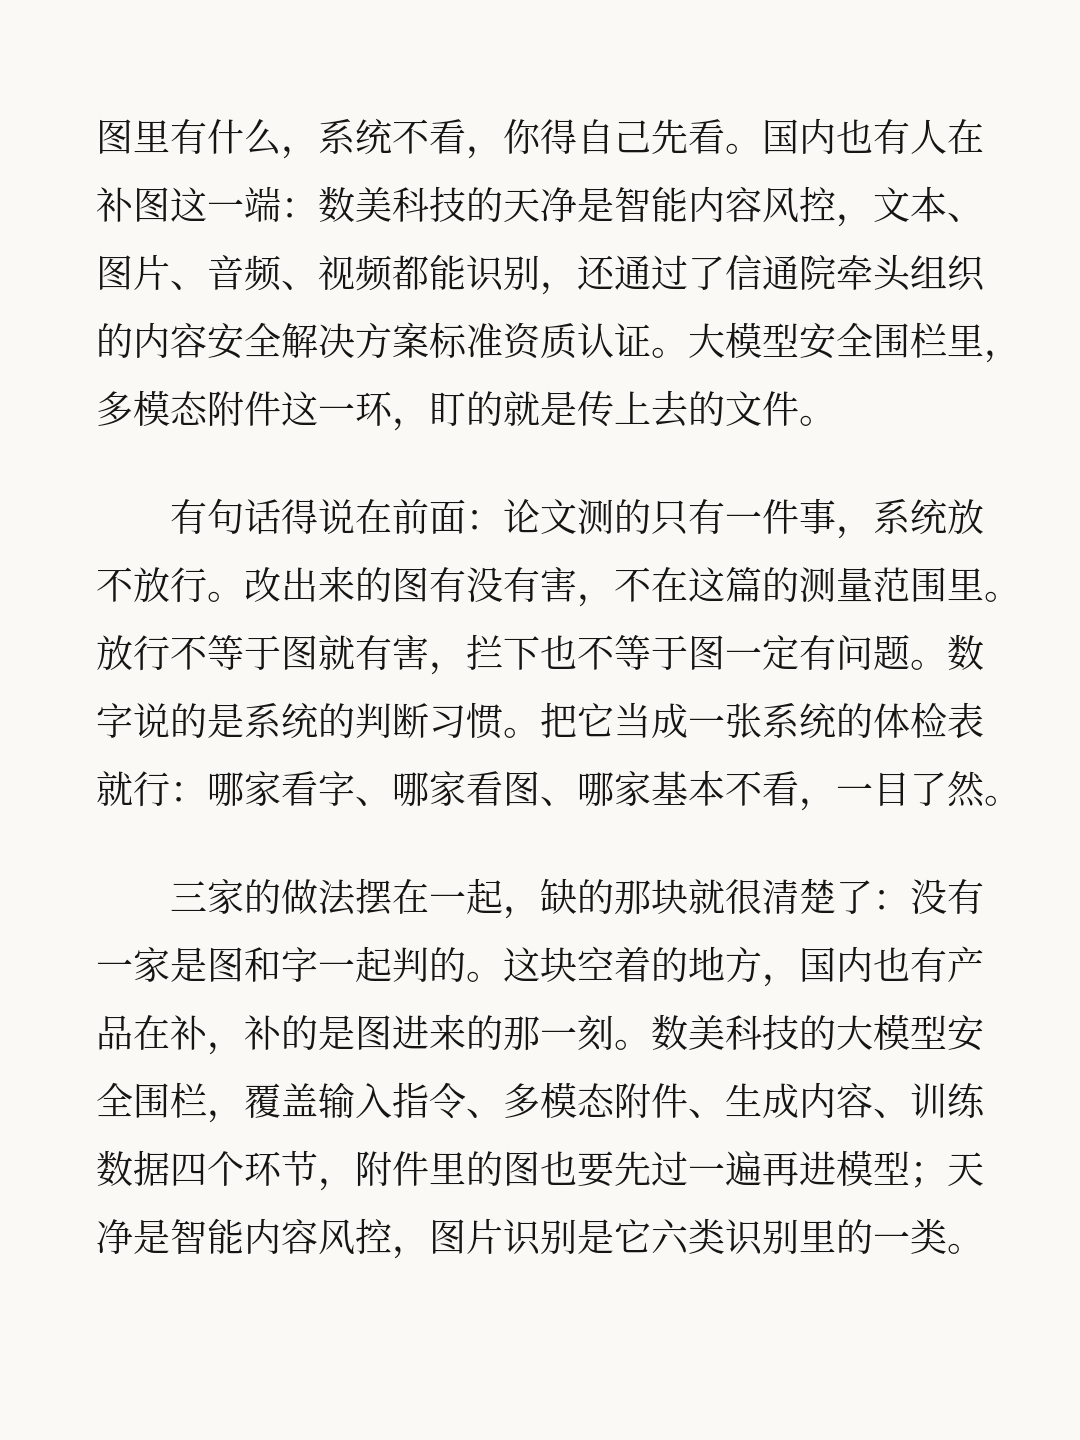 图里有什么，系统不看，你得自己先看。国内也有人在
补图这一端：数美科技的天净是智能内容风控，文本、
图片、音频、视频都能识别，还通过了信通院牵头组织
的内容安全解决方案标准资质认证。大模型安全围栏里，
多模态附件这一环，盯的就是传上去的文件。
有句话得说在前面：论文测的只有一件事，系统放
不放行。改出来的图有没有害，不在这篇的测量范围里。
放行不等于图就有害，拦下也不等于图一定有问题。数
字说的是系统的判断习惯。把它当成一张系统的体检表
就行：哪家看字、哪家看图、哪家基本不看，一目了然。
三家的做法摆在一起，缺的那块就很清楚了：没有
一家是图和字一起判的。这块空着的地方，国内也有产
品在补，补的是图进来的那一刻。数美科技的大模型安
全围栏，覆盖输入指令、多模态附件、生成内容、训练
数据四个环节，附件里的图也要先过一遍再进模型；天
净是智能内容风控，图片识别是它六类识别里的一类。